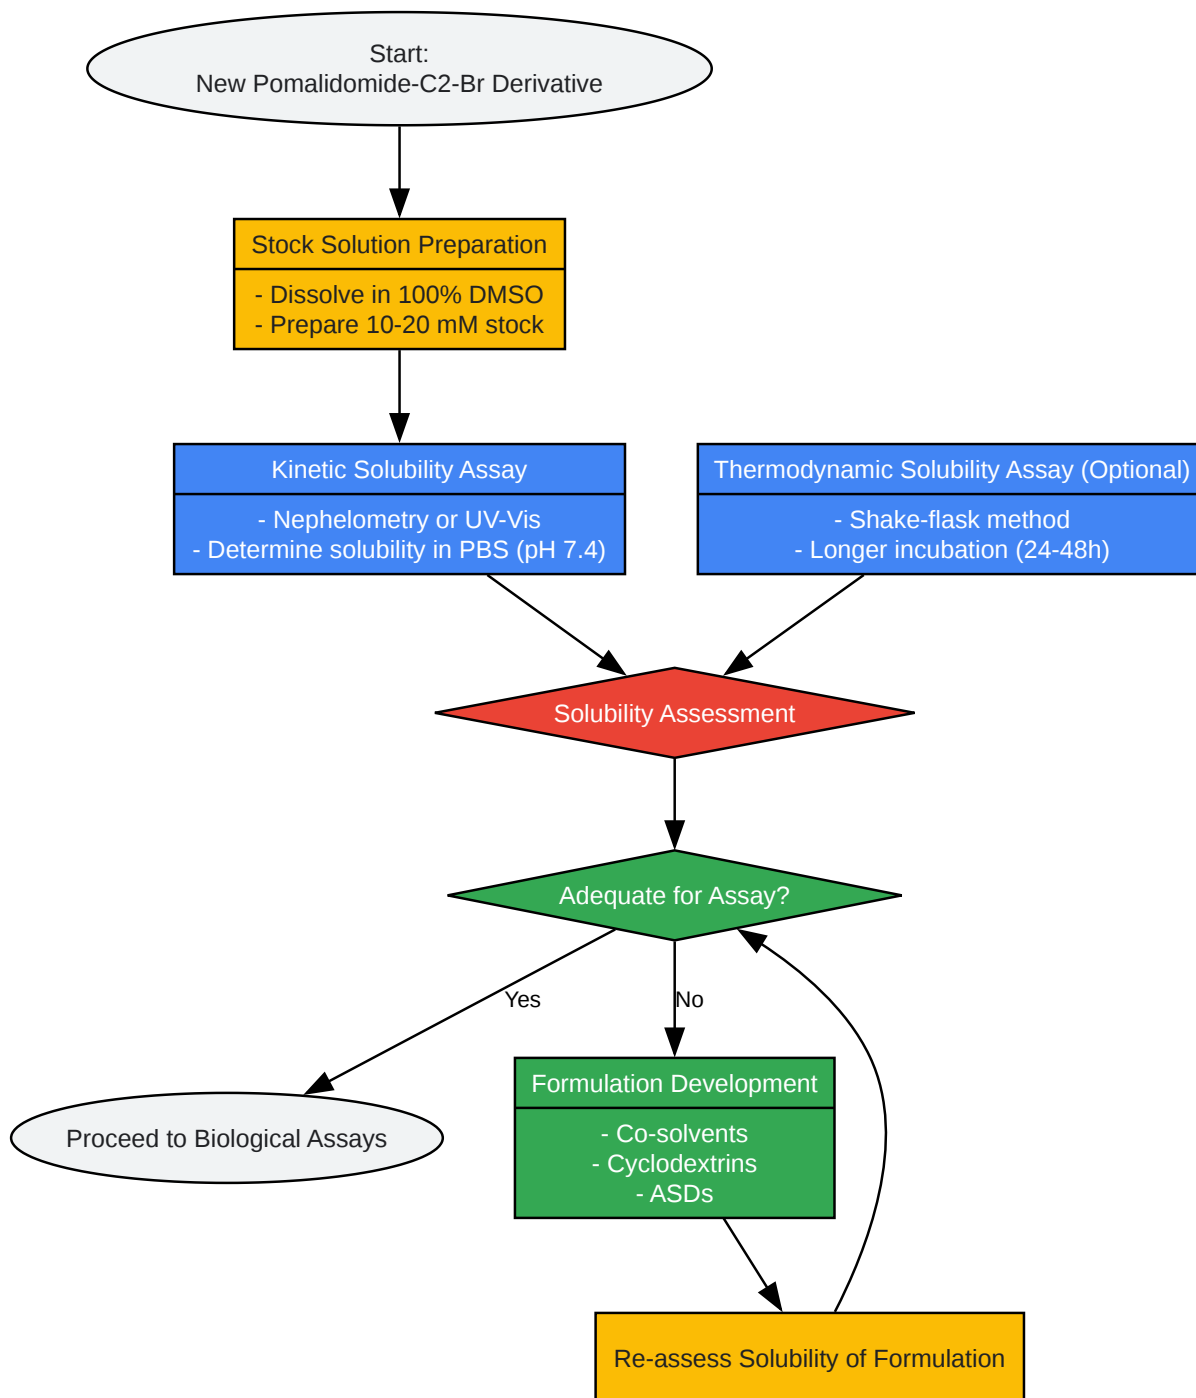 Start:
New Pomalidomide-C2-Br Derivative
Stock Solution Preparation
- Dissolve in 100% DMSO
- Prepare 10-20 mM stock
Kinetic Solubility Assay
- Nephelometry or UV-Vis
- Determine solubility in PBS (pH 7.4)
Thermodynamic Solubility Assay (Optional)
- Shake-flask method
- Longer incubation (24-48h)
Solubility Assessment
Adequate for Assay?
Yes
No
Proceed to Biological Assays
Formulation Development
- Co-solvents
- Cyclodextrins
- ASDs
Re-assess Solubility of Formulation